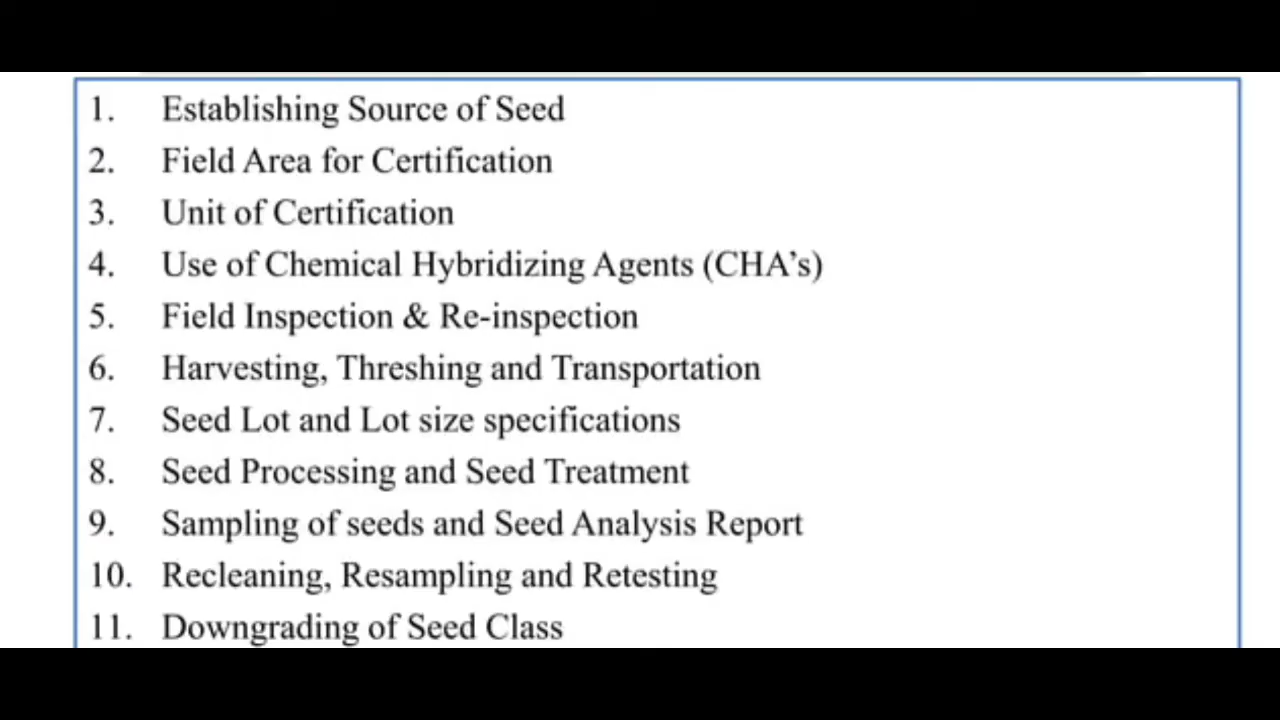 1. Establishing Source of Seed
2. Field Area for Certification
3. Unit of Certification
4. Use of Chemical Hybridizing Agents (CHA’s)
5. Field Inspection & Re-inspection
6. Harvesting, Threshing and Transportation
7. Seed Lot and Lot size specifications
8. Seed Processing and Seed Treatment
9. Sampling of seeds and Seed Analysis Report
10. Recleaning, Resampling and Retesting
11. Downgrading of Seed Class